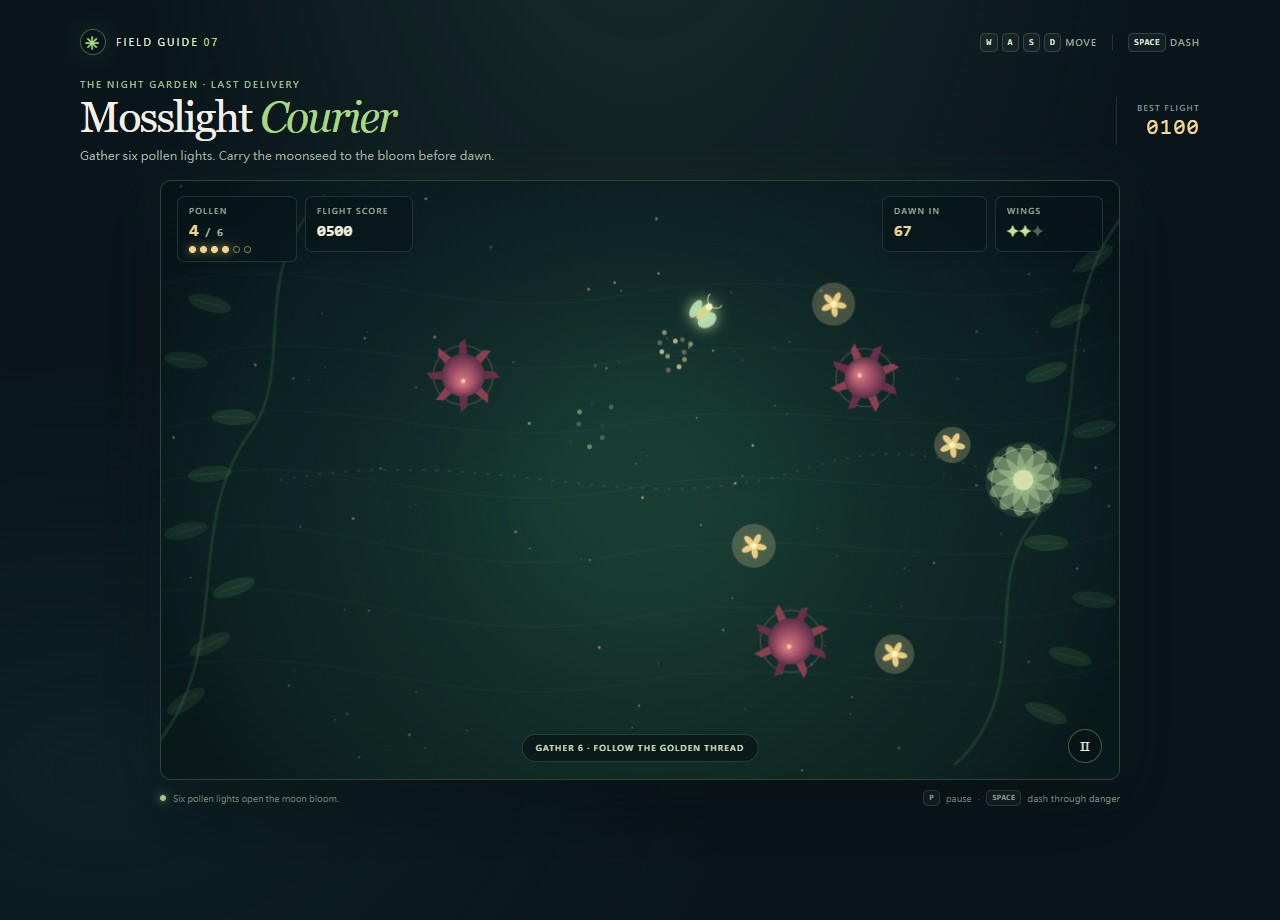 FIELD GUIDE 07
W A S D MOVE SPACE DASH
THE NIGHT GARDEN · LAST DELIVERY
Mosslight Courier
Gather six pollen lights. Carry the moonseed to the bloom before dawn.
BEST FLIGHT
0100
POLLEN
4 / 6
FLIGHT SCORE
0500
DAWN IN
67
WINGS
GATHER 6 · FOLLOW THE GOLDEN THREAD
II
Six pollen lights open the moon bloom.
P pause · SPACE dash through danger